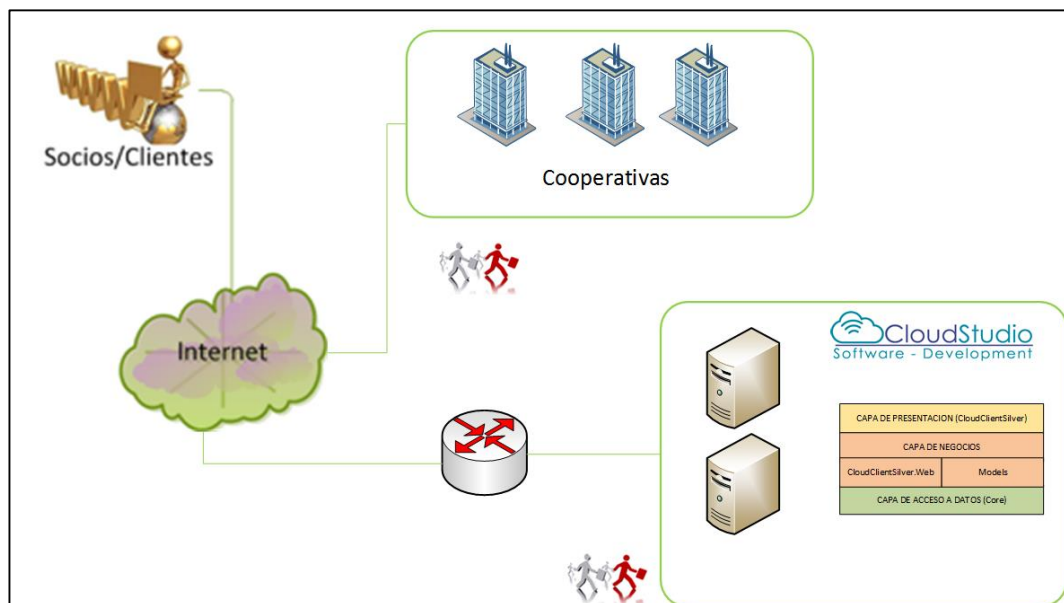 WWW
Socios/Clientes
Cooperativas
Internet
CloudStudio
Software - Development
CAPA DE PRESENTACION (CloudClientSilver)
CAPA DE NEGOCIOS
CloudClientSilver.Web
Models
CAPA DE ACCESO A DATOS (Core)